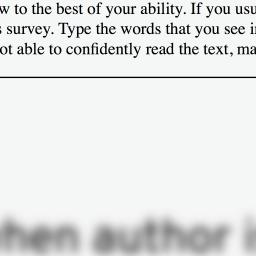 w to the best of your ability. If you usu
s survey. Type the words that you see i
ot able to confidently read the text, ma
when author i